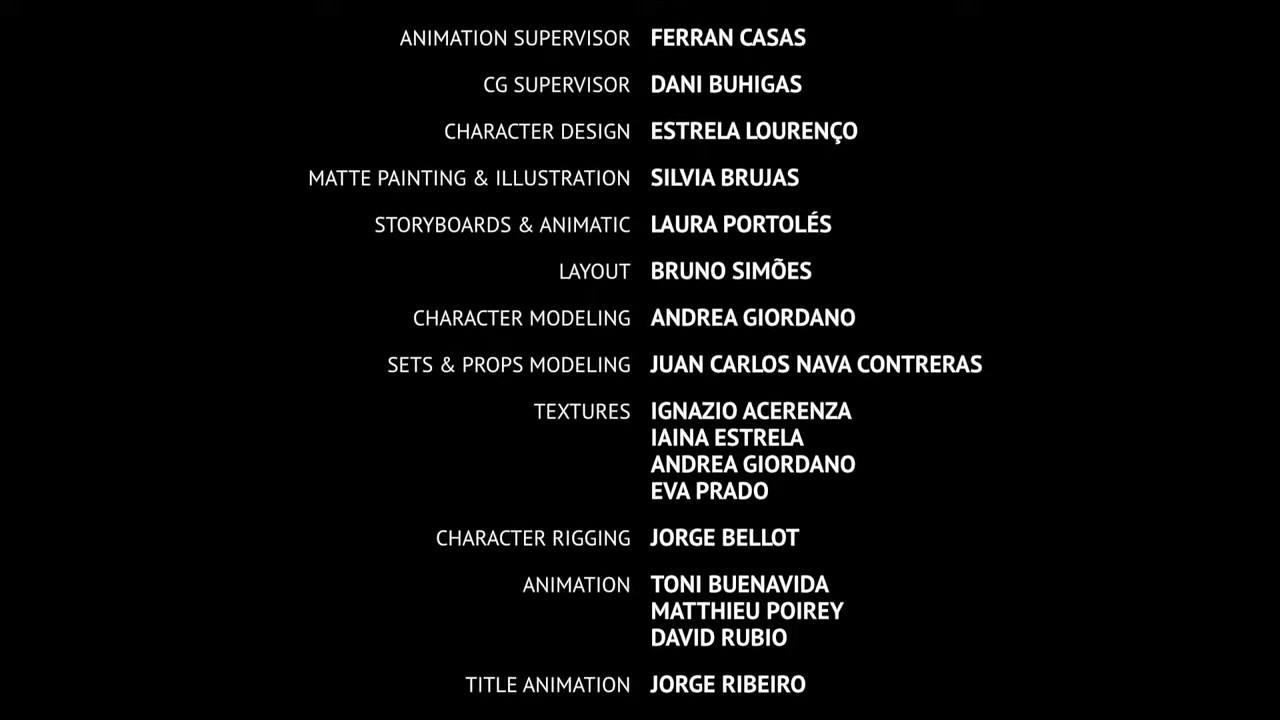 ANIMATION SUPERVISOR FERRAN CASAS
CG SUPERVISOR DANI BUHIGAS
CHARACTER DESIGN ESTRELA LOURENÇO
MATTE PAINTING & ILLUSTRATION SILVIA BRUJAS
STORYBOARDS & ANIMATIC LAURA PORTOLÉS
LAYOUT BRUNO SIMÕES
CHARACTER MODELING ANDREA GIORDANO
SETS & PROPS MODELING JUAN CARLOS NAVA CONTRERAS
TEXTURES IGNAZIO ACERENZA
IAINA ESTRELA
ANDREA GIORDANO
EVA PRADO
CHARACTER RIGGING JORGE BELLOT
ANIMATION TONI BUENAVIDA
MATTHIEU POIREY
DAVID RUBIO
TITLE ANIMATION JORGE RIBEIRO